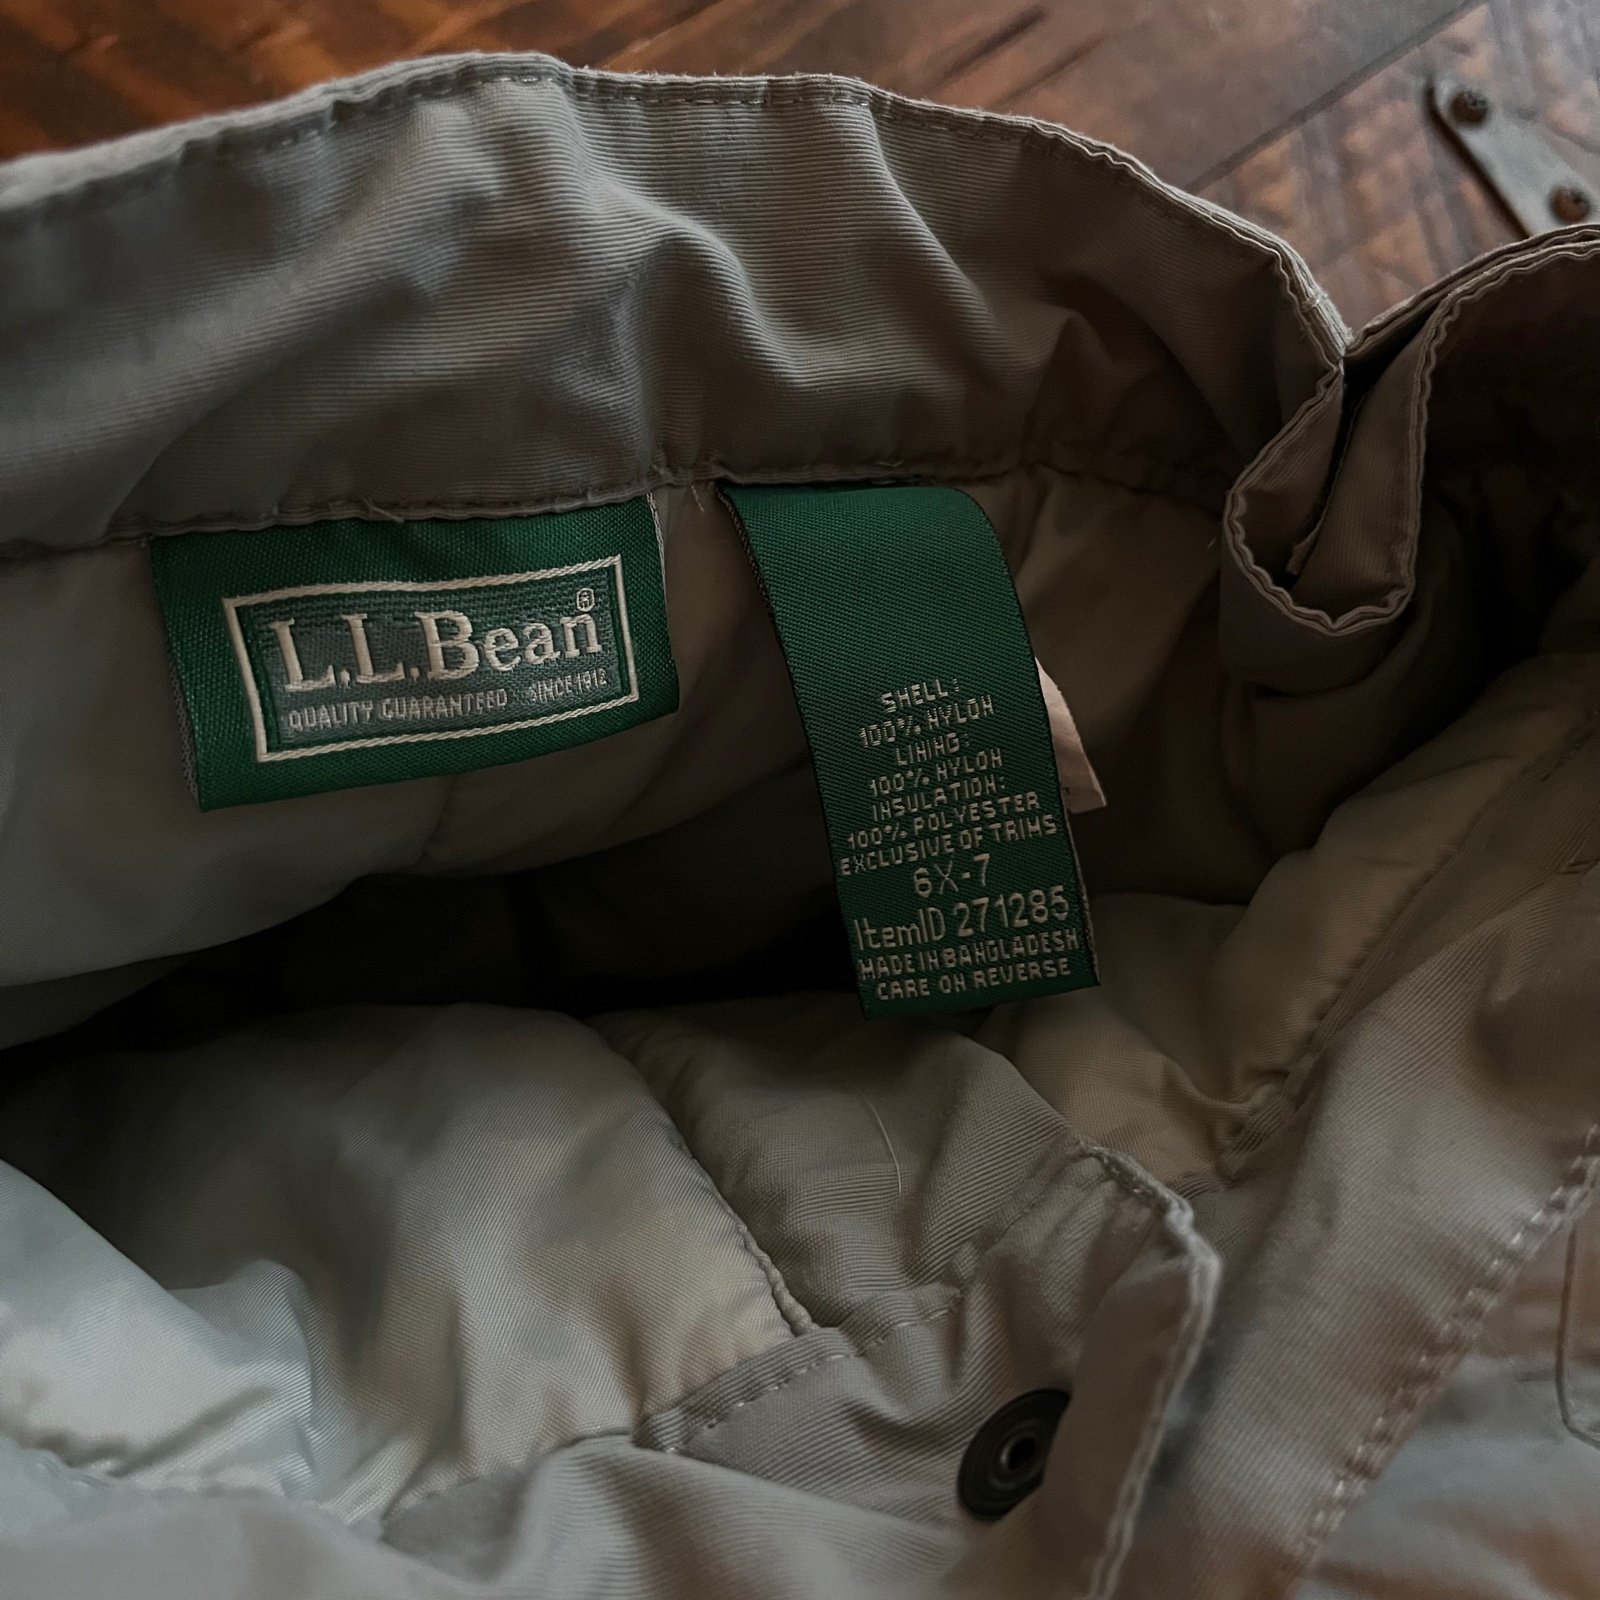 L.L.Bean®
QUALITY GUARANTEED SINCE 1912
SHELL:
100% NYLON
LINING:
100% NYLON
INSULATION:
100% POLYESTER
EXCLUSIVE OF TRIMS
6X-7
ItemID 271285
MADE IN BANGLADESH
CARE ON REVERSE